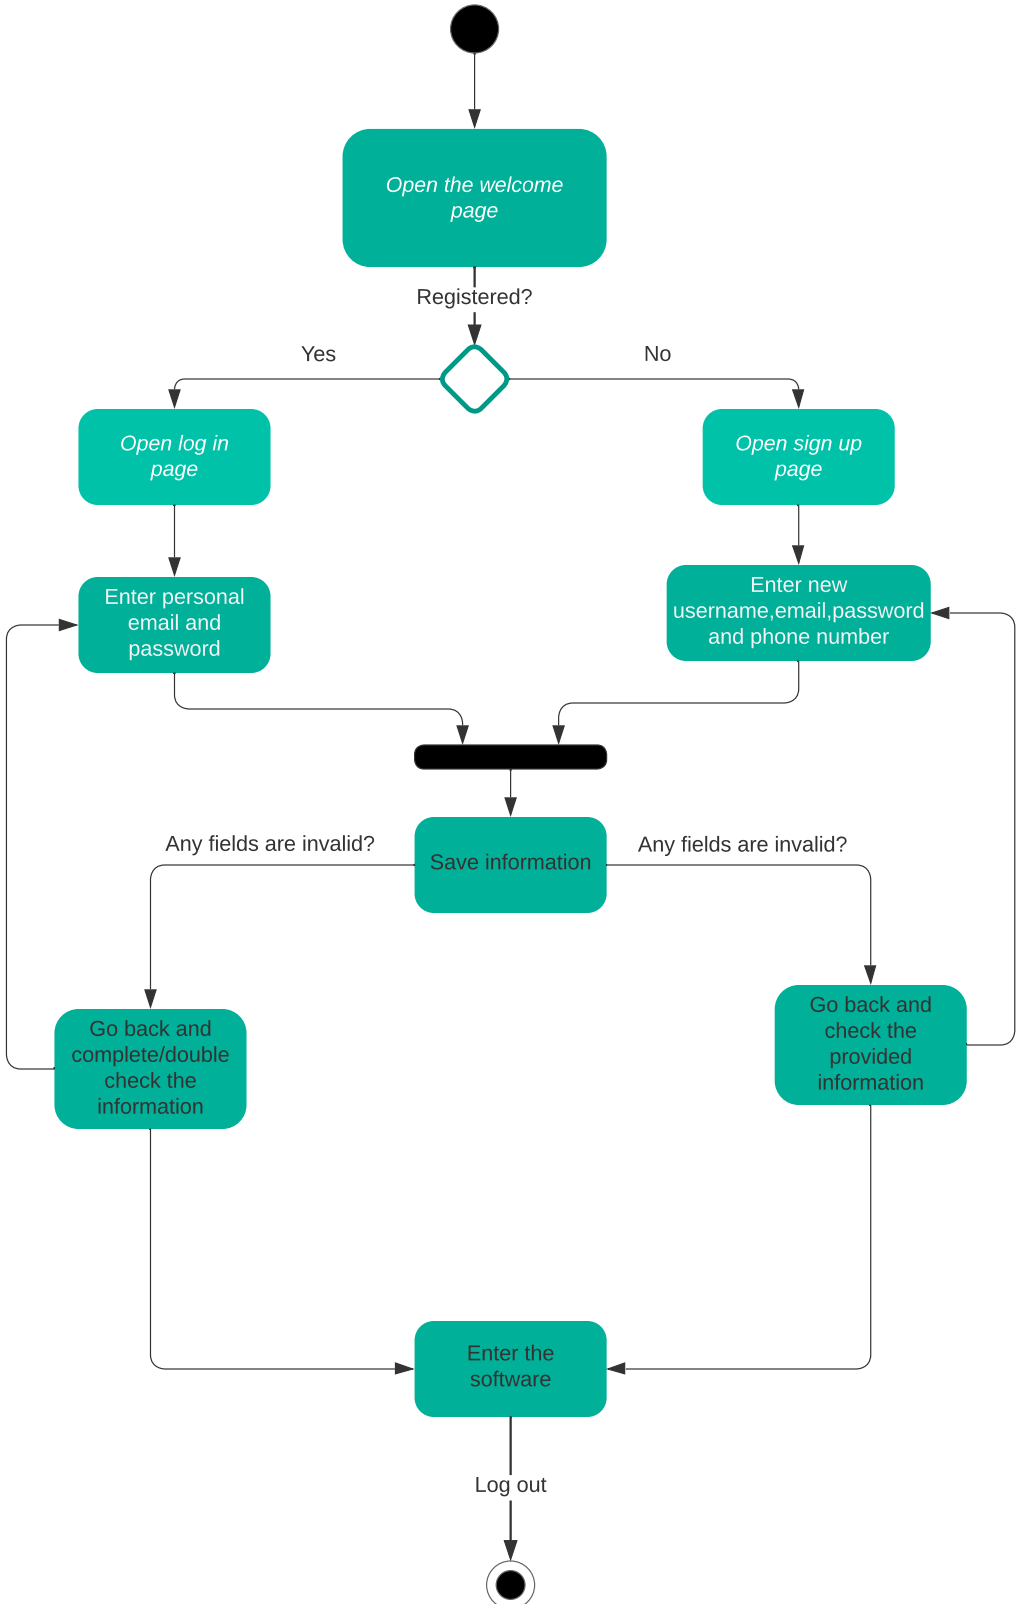 Open the welcome
page
Registered?
Yes
No
Open log in
page
Open sign up
page
Enter personal
email and
password
Enter new
username,email,password
and phone number
Any fields are invalid?
Save information
Any fields are invalid?
Go back and
complete/double
check the
information
Go back and
check the
provided
information
Enter the
software
Log out